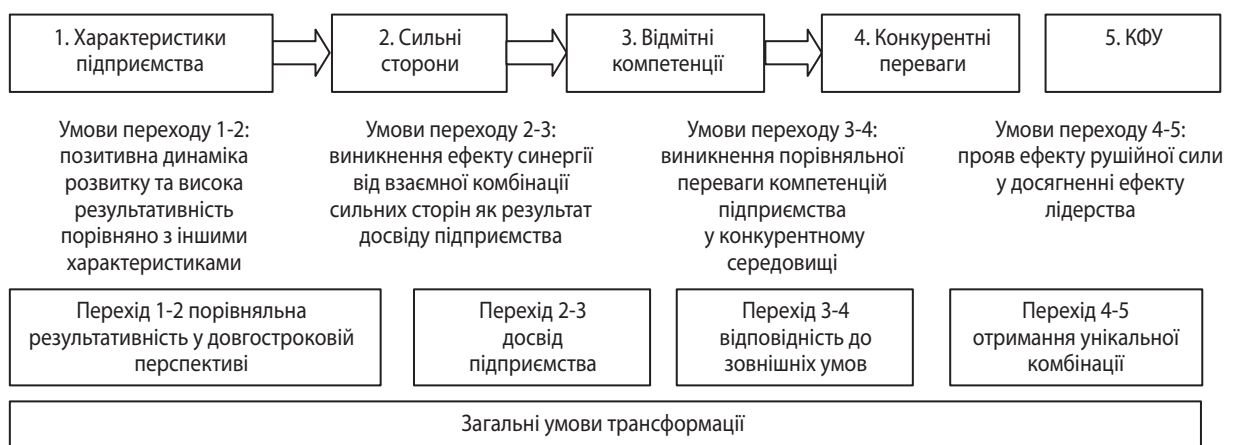 1. Характеристики
підприємства
2. Сильні
сторони
3. Відмітні
компетенції
4. Конкурентні
переваги
5. КФУ
Умови переходу 1-2:
позитивна динаміка
розвитку та висока
результативність
порівняно з іншими
характеристиками
Умови переходу 2-3:
виникнення ефекту синергії
від взаємної комбінації
сильних сторін як результат
досвіду підприємства
Умови переходу 3-4:
виникнення порівняльної
переваги компетенцій
підприємства
у конкурентному
середовищі
Умови переходу 4-5:
прояв ефекту рушійної сили
у досягненні ефекту
лідерства
Перехід 1-2 порівняльна
результативність у довгостроковій
перспективі
Перехід 2-3
досвід
підприємства
Перехід 3-4
відповідність до
зовнішніх умов
Перехід 4-5
отримання унікальної
комбінації
Загальні умови трансформації